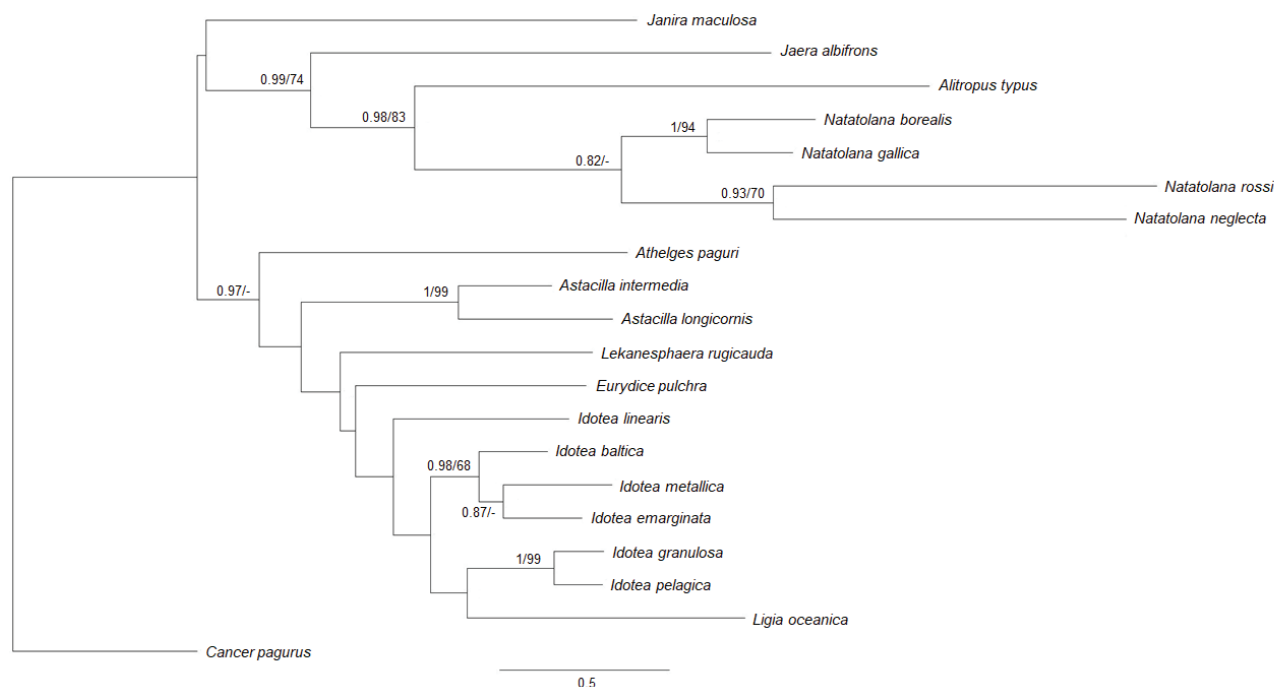 Janira maculosa
Jaera albifrons
0.99/74
Alitropus typus
0.98/83
Natatolana borealis
1/94
Natatolana gallica
0.82/-
Natatolana rossi
0.93/70
Natatolana neglecta
Athelges paguri
0.97/-
Astacilla intermedia
1/99
Astacilla longicornis
Lekanesphaera rugicauda
Eurydice pulchra
Idotea linearis
Idotea baltica
0.98/68
Idotea metallica
0.87/-
Idotea emarginata
Idotea granulosa
1/99
Idotea pelagica
Ligia oceanica
Cancer pagurus
0.5